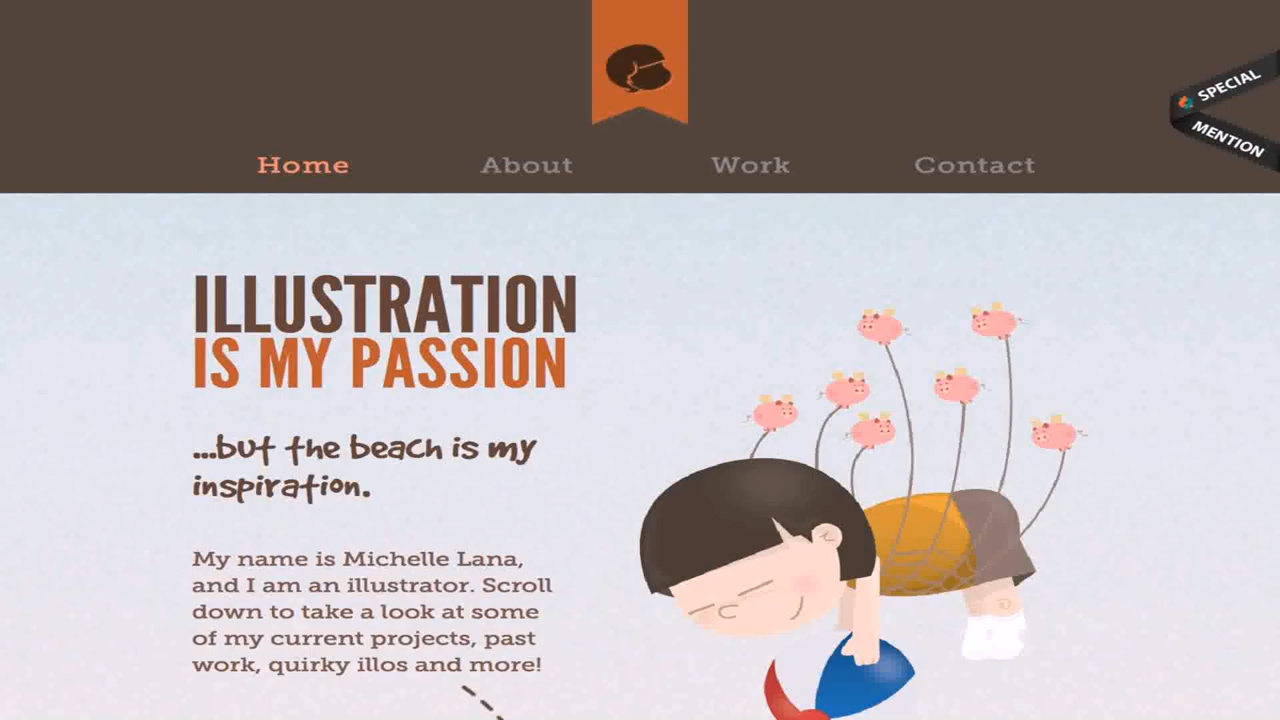 SPECIAL
MENTION
Home About Work Contact
ILLUSTRATION
IS MY PASSION
...but the beach is my
inspiration.
My name is Michelle Lana,
and I am an illustrator. Scroll
down to take a look at some
of my current projects, past
work, quirky illos and more!